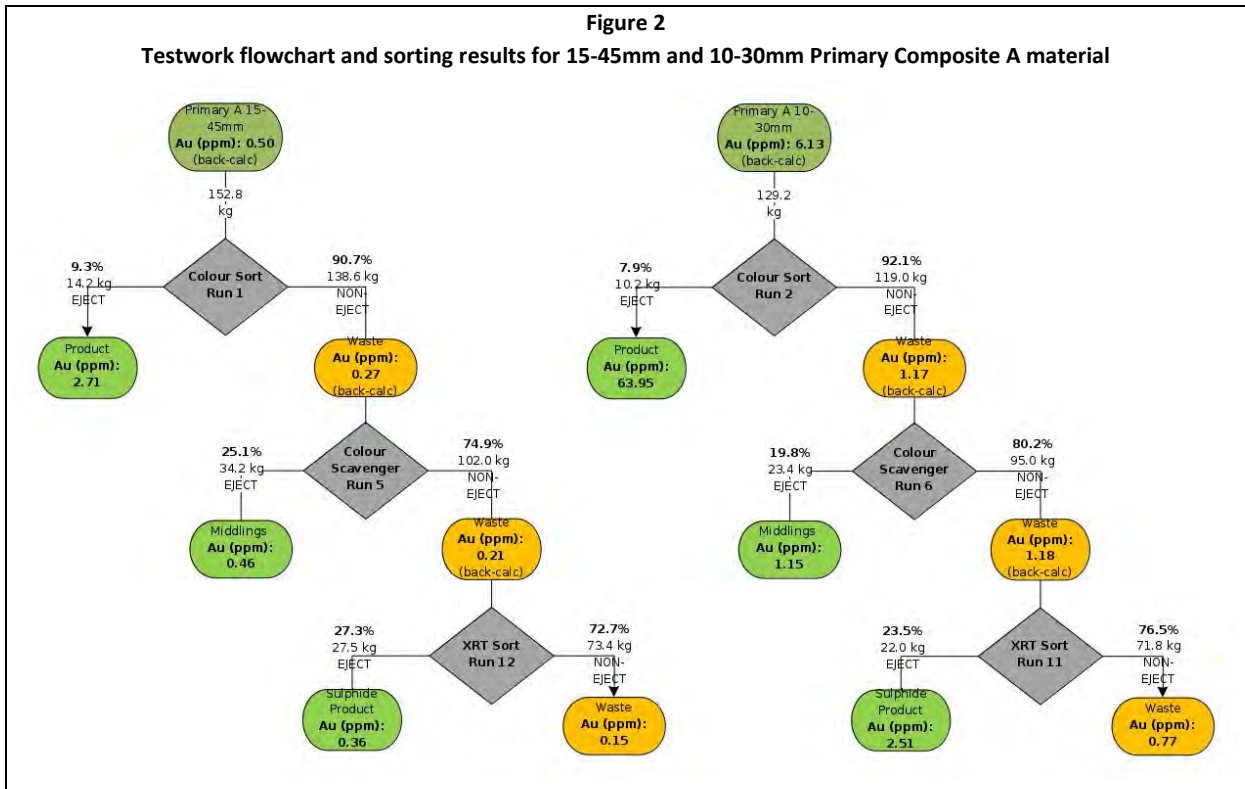 Figure 2
Testwork flowchart and sorting results for 15-45mm and 10-30mm Primary Composite A material
Primary A 15-
45mm
Au (ppm): 0.50
(back-calc)
152.8
kg
Colour Sort
Run 1
9.3%
14.2 kg
EJECT
90.7%
138.6 kg
NON-
EJECT
Product
Au (ppm):
2.71
Waste
Au (ppm):
0.27
(back-calc)
Colour
Scavenger
Run 5
25.1%
34.2 kg
EJECT
74.9%
102.0 kg
NON-
EJECT
Middlings
Au (ppm):
0.46
Waste
Au (ppm):
0.21
(back-calc)
XRT Sort
Run 12
27.3%
27.5 kg
EJECT
72.7%
73.4 kg
NON-
EJECT
Sulphide
Product
Au (ppm):
0.36
Waste
Au (ppm):
0.15
Primary A 10-
30mm
Au (ppm): 6.13
(back-calc)
129.2
kg
Colour Sort
Run 2
7.9%
10.2 kg
EJECT
92.1%
119.0 kg
NON-
EJECT
Product
Au (ppm):
63.95
Waste
Au (ppm):
1.17
(back-calc)
Colour
Scavenger
Run 6
19.8%
23.4 kg
EJECT
80.2%
95.0 kg
NON-
EJECT
Middlings
Au (ppm):
1.15
Waste
Au (ppm):
1.18
(back-calc)
XRT Sort
Run 11
23.5%
22.0 kg
EJECT
76.5%
71.8 kg
NON-
EJECT
Sulphide
Product
Au (ppm):
2.51
Waste
Au (ppm):
0.77